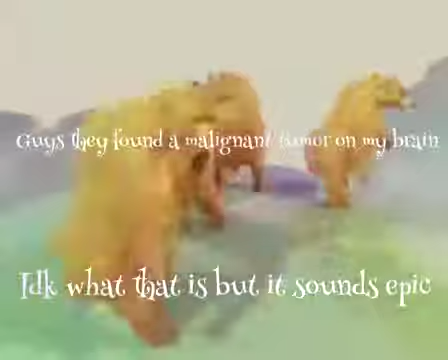 Guys they found a malignant tumor on my brain
Idk what that is but it sounds epic